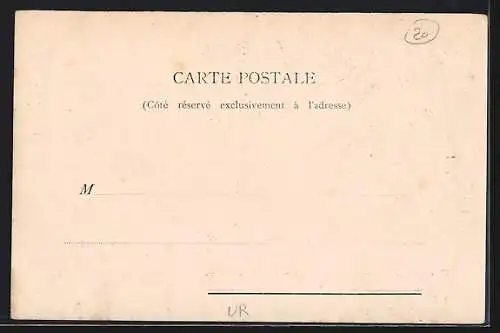 20
CARTE POSTALE
(Côté réservé exclusivement à l'adresse)
M
UR